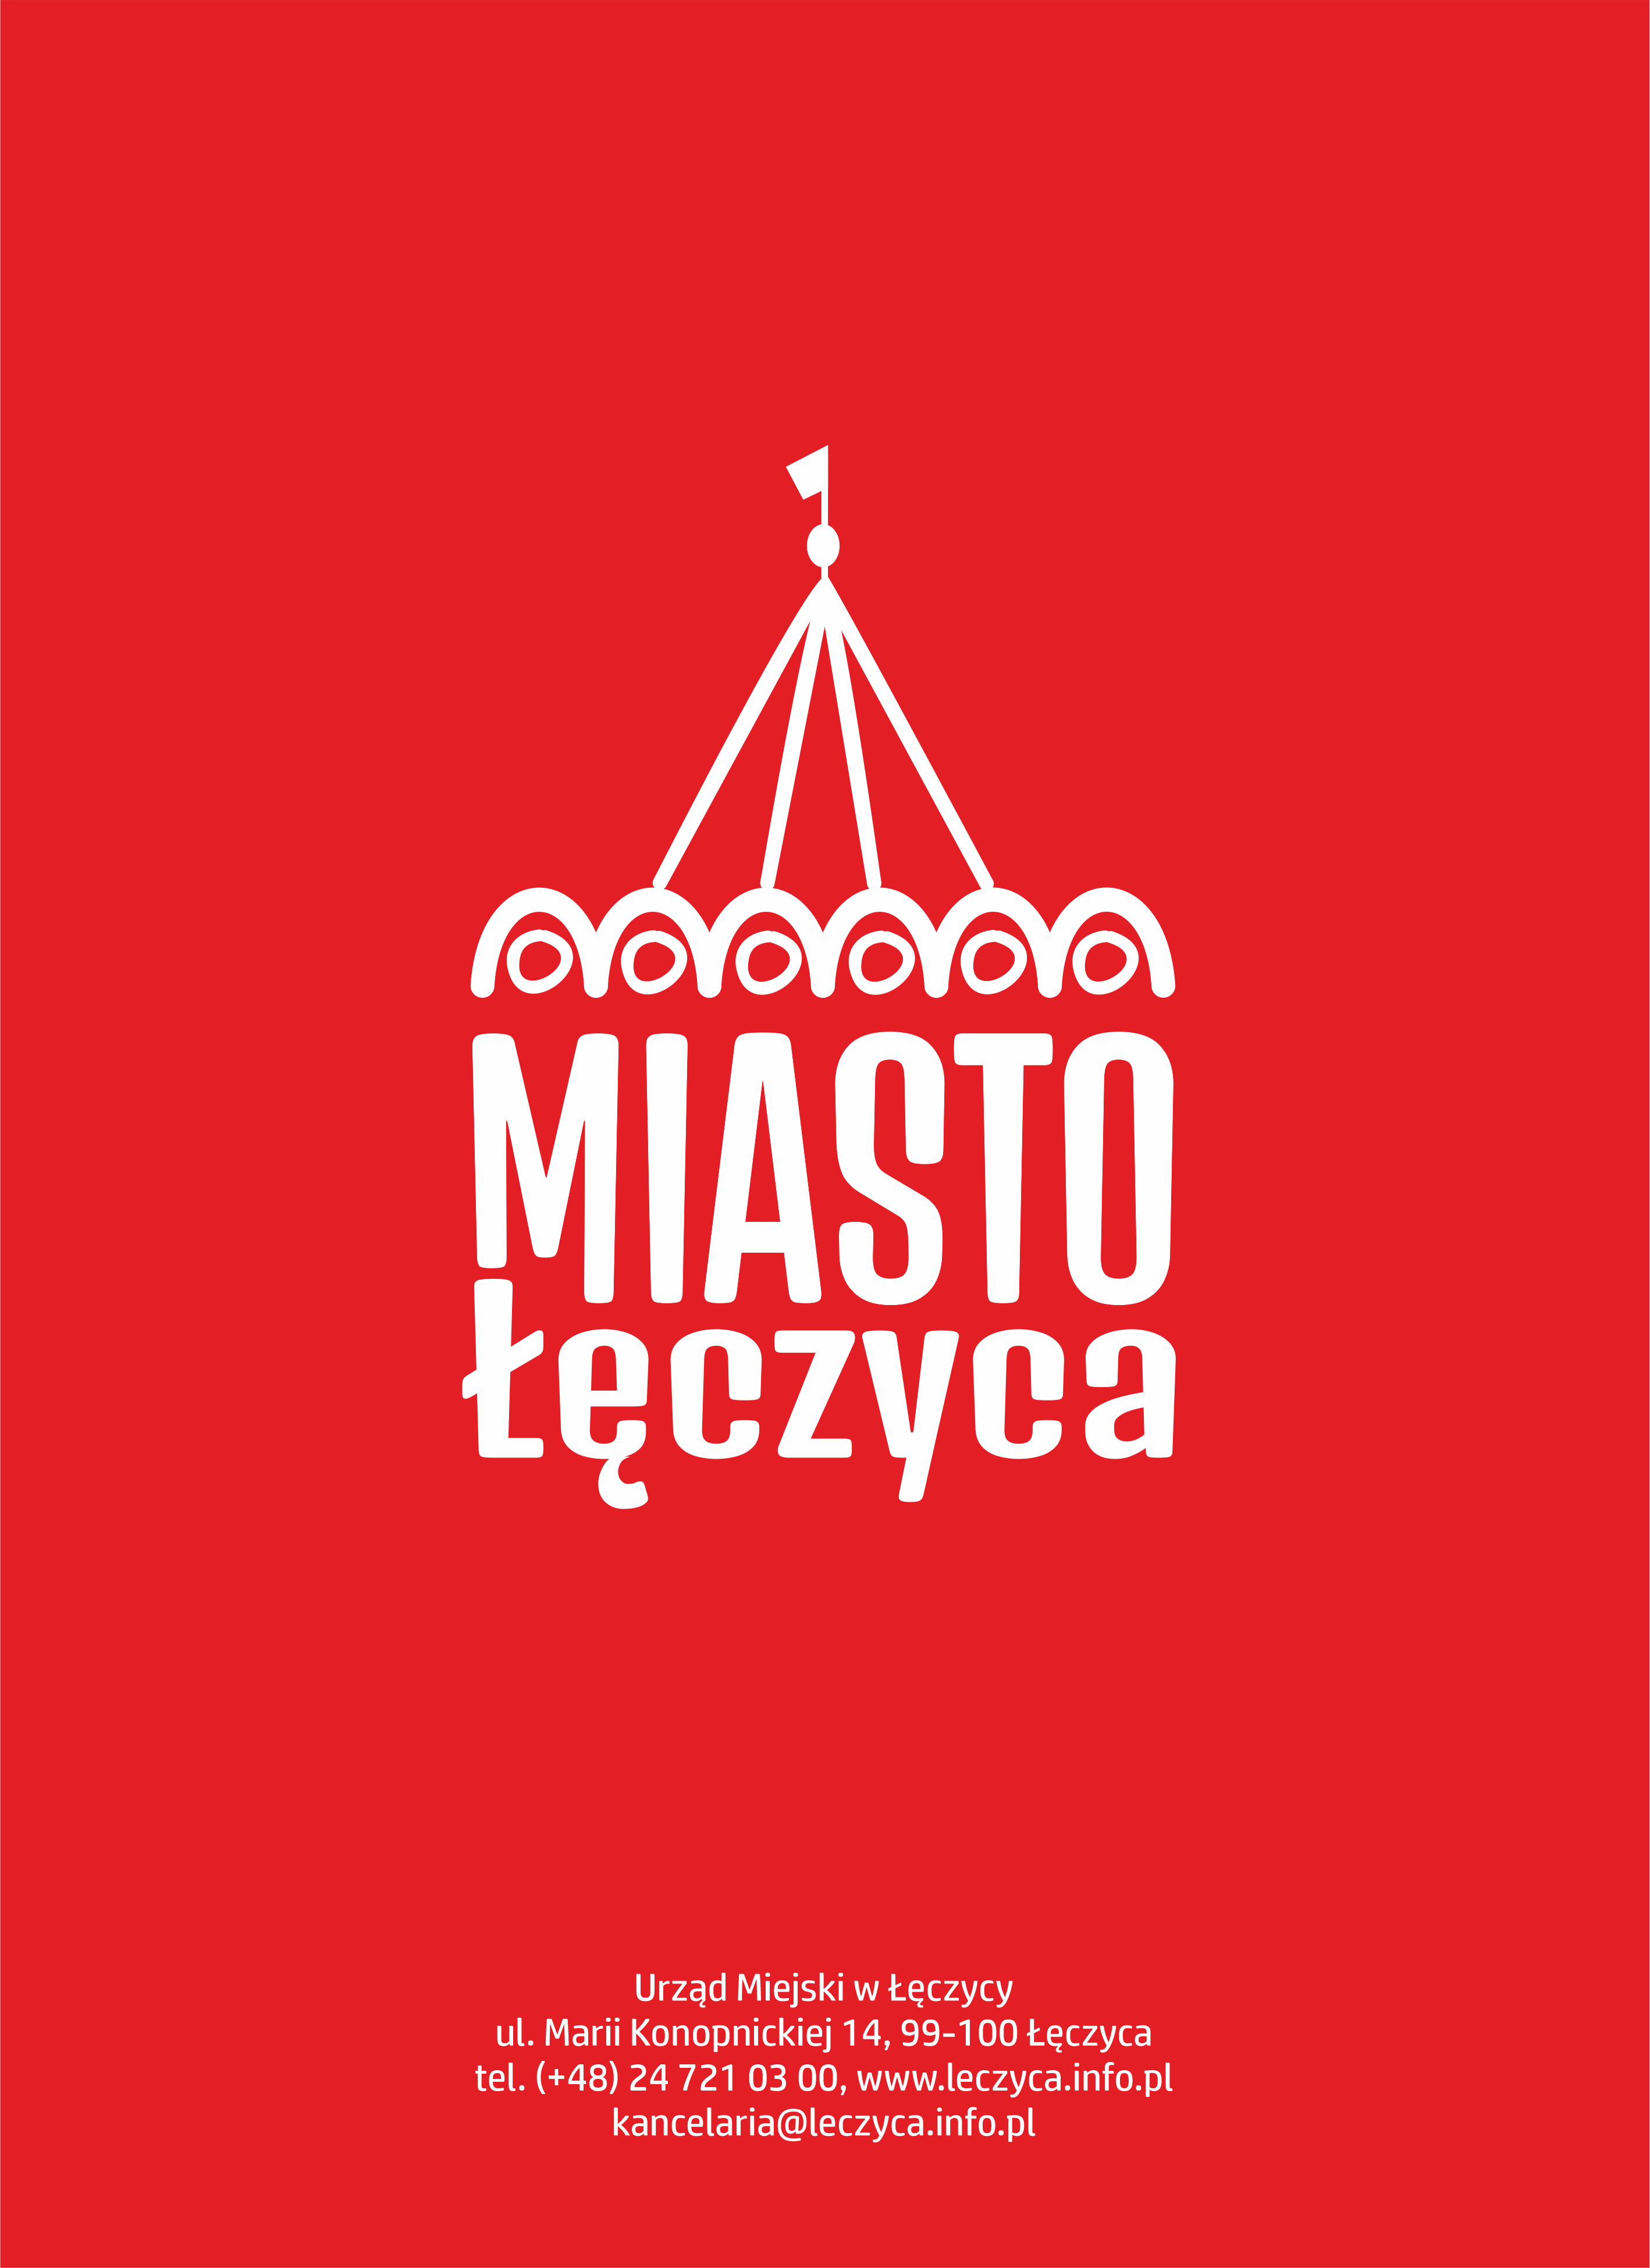 MIASTO
Łęczyca
Urząd Miejski w Łęczycy
ul. Marii Konopnickiej 14, 99-100 Łęczyca
tel. (+48) 24 721 03 00, www.leczyca.info.pl
kancelaria@leczyca.info.pl